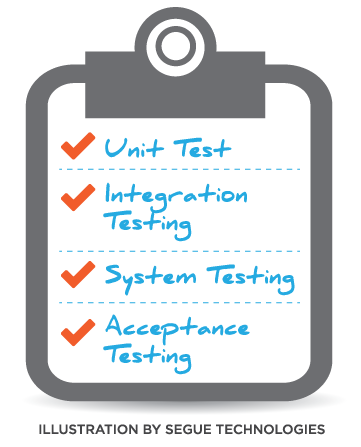 Unit Test
Integration
Testing
System Testing
Acceptance
Testing
ILLUSTRATION BY SEGUE TECHNOLOGIES